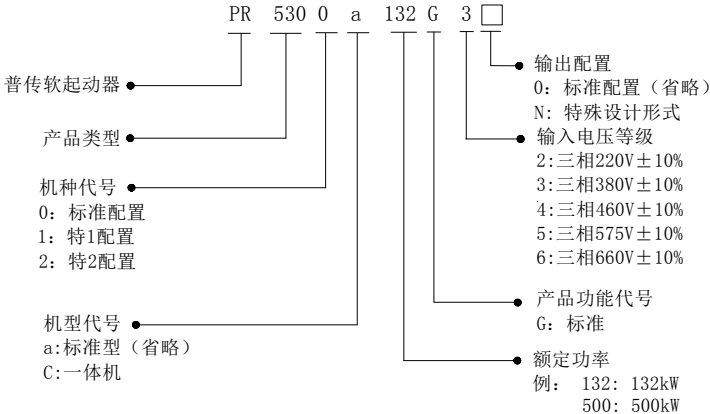 PR 530 0 a 132 G 3 □
普传软起动器
产品类型
机种代号
0: 标准配置
1: 特1配置
2: 特2配置
机型代号
a:标准型（省略）
C:一体机
输出配置
0: 标准配置（省略）
N: 特殊设计形式
输入电压等级
2:三相220V±10%
3:三相380V±10%
4:三相460V±10%
5:三相575V±10%
6:三相660V±10%
产品功能代号
G: 标准
额定功率
例: 132: 132kW
500: 500kW